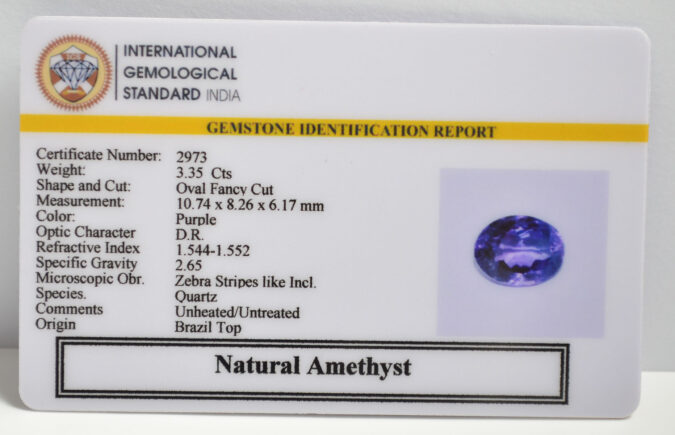 INTERNATIONAL
GEMOLOGICAL
STANDARD INDIA
GEMSTONE IDENTIFICATION REPORT
Certificate Number: 2973
Weight: 3.35 Cts
Shape and Cut: Oval Fancy Cut
Measurement: 10.74 x 8.26 x 6.17 mm
Color: Purple
Optic Character D.R.
Refractive Index 1.544-1.552
Specific Gravity 2.65
Microscopic Obr. Zebra Stripes like Incl.
Species. Quartz
Comments Unheated/Untreated
Origin Brazil Top
Natural Amethyst